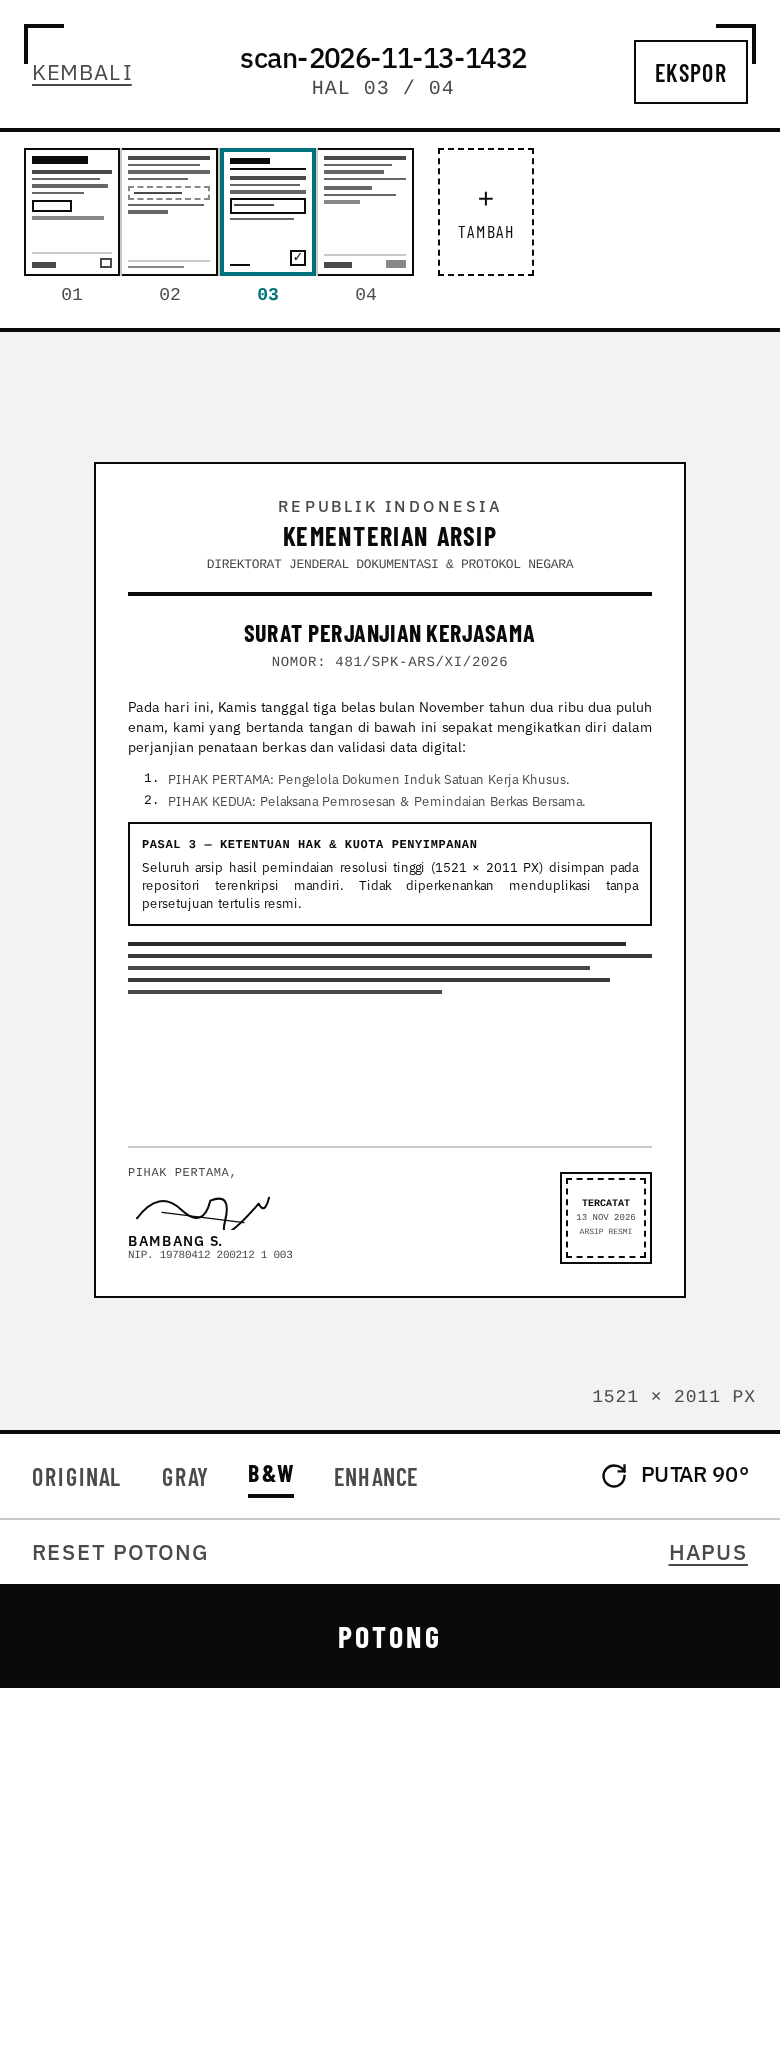 KEMBALI
scan-2026-11-13-1432
HAL 03 / 04
EKSPOR
01
02
03
04
+
TAMBAH
REPUBLIK INDONESIA
KEMENTERIAN ARSIP
DIREKTORAT JENDERAL DOKUMENTASI & PROTOKOL NEGARA
SURAT PERJANJIAN KERJASAMA
NOMOR: 481/SPK-ARS/XI/2026
Pada hari ini, Kamis tanggal tiga belas bulan November tahun dua ribu dua puluh
enam, kami yang bertanda tangan di bawah ini sepakat mengikatkan diri dalam
perjanjian penataan berkas dan validasi data digital:
1. PIHAK PERTAMA: Pengelola Dokumen Induk Satuan Kerja Khusus.
2. PIHAK KEDUA: Pelaksana Pemrosesan & Pemindaian Berkas Bersama.
PASAL 3 — KETENTUAN HAK & KUOTA PENYIMPANAN
Seluruh arsip hasil pemindaian resolusi tinggi (1521 × 2011 PX) disimpan pada
repositori terenkripsi mandiri. Tidak diperkenankan menduplikasi tanpa
persetujuan tertulis resmi.
PIHAK PERTAMA,
BAMBANG S.
NIP. 19780412 200212 1 003
TERCATAT
13 NOV 2026
ARSIP RESMI
1521 × 2011 PX
ORIGINAL
GRAY
B&W
ENHANCE
PUTAR 90°
RESET POTONG
HAPUS
POTONG